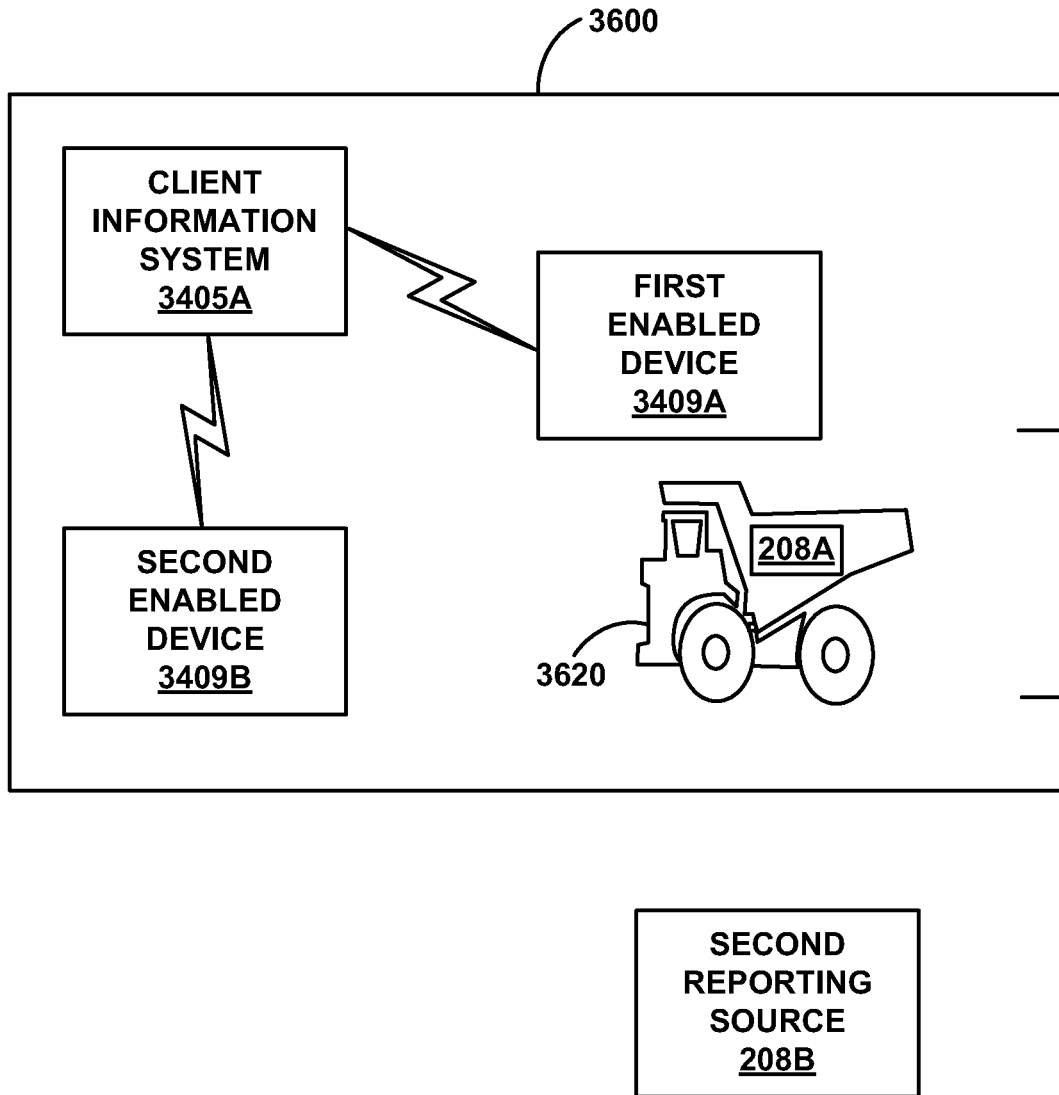 3600
CLIENT
INFORMATION
SYSTEM
3405A
FIRST
ENABLED
DEVICE
3409A
208A
SECOND
ENABLED
DEVICE
3409B
3620
SECOND
REPORTING
SOURCE
208B